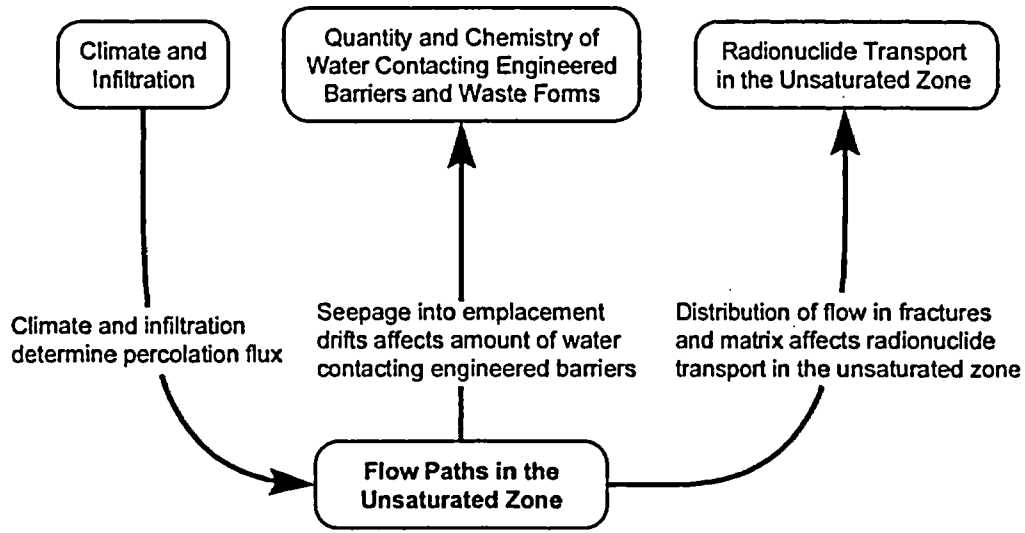 Climate and
Infiltration
Quantity and Chemistry of
Water Contacting Engineered
Barriers and Waste Forms
Radionuclide Transport
in the Unsaturated Zone
Climate and infiltration
determine percolation flux
Seepage into emplacement
drifts affects amount of water
contacting engineered barriers
Distribution of flow in fractures
and matrix affects radionuclide
transport in the unsaturated zone
Flow Paths in the
Unsaturated Zone